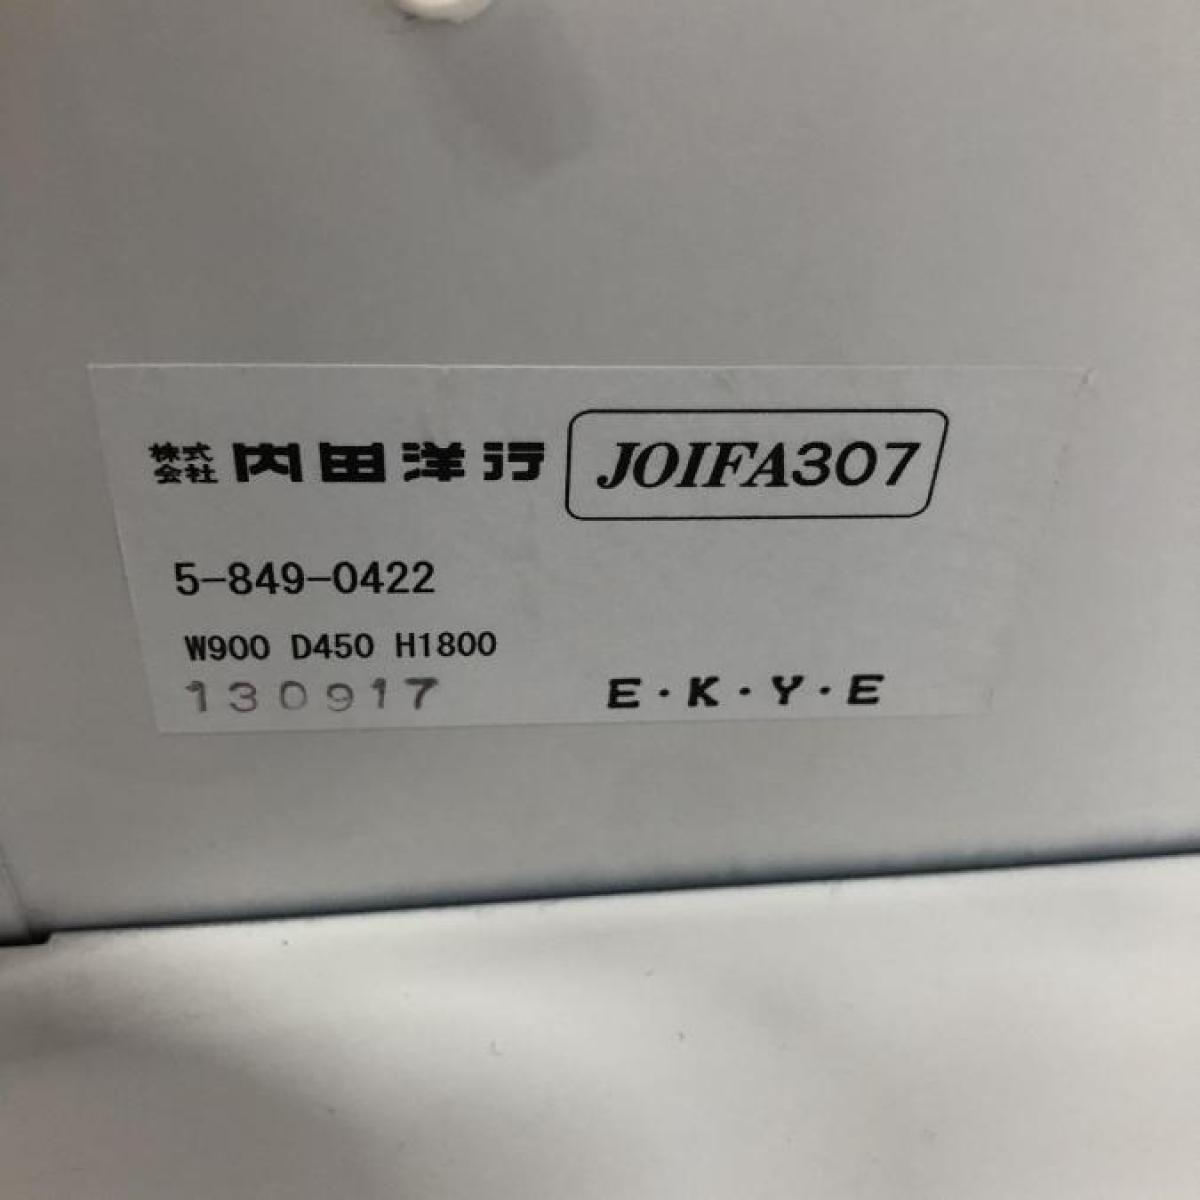 株式会社 内田洋行 JOIFA307
5-849-0422
W900 D450 H1800
130917 E・K・Y・E